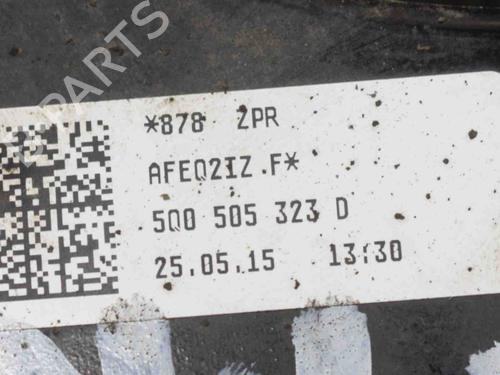 PARTS
*878 ZPR
AFEQ2IZ.F*
5Q0 505 323 D
25.05.15 13:30